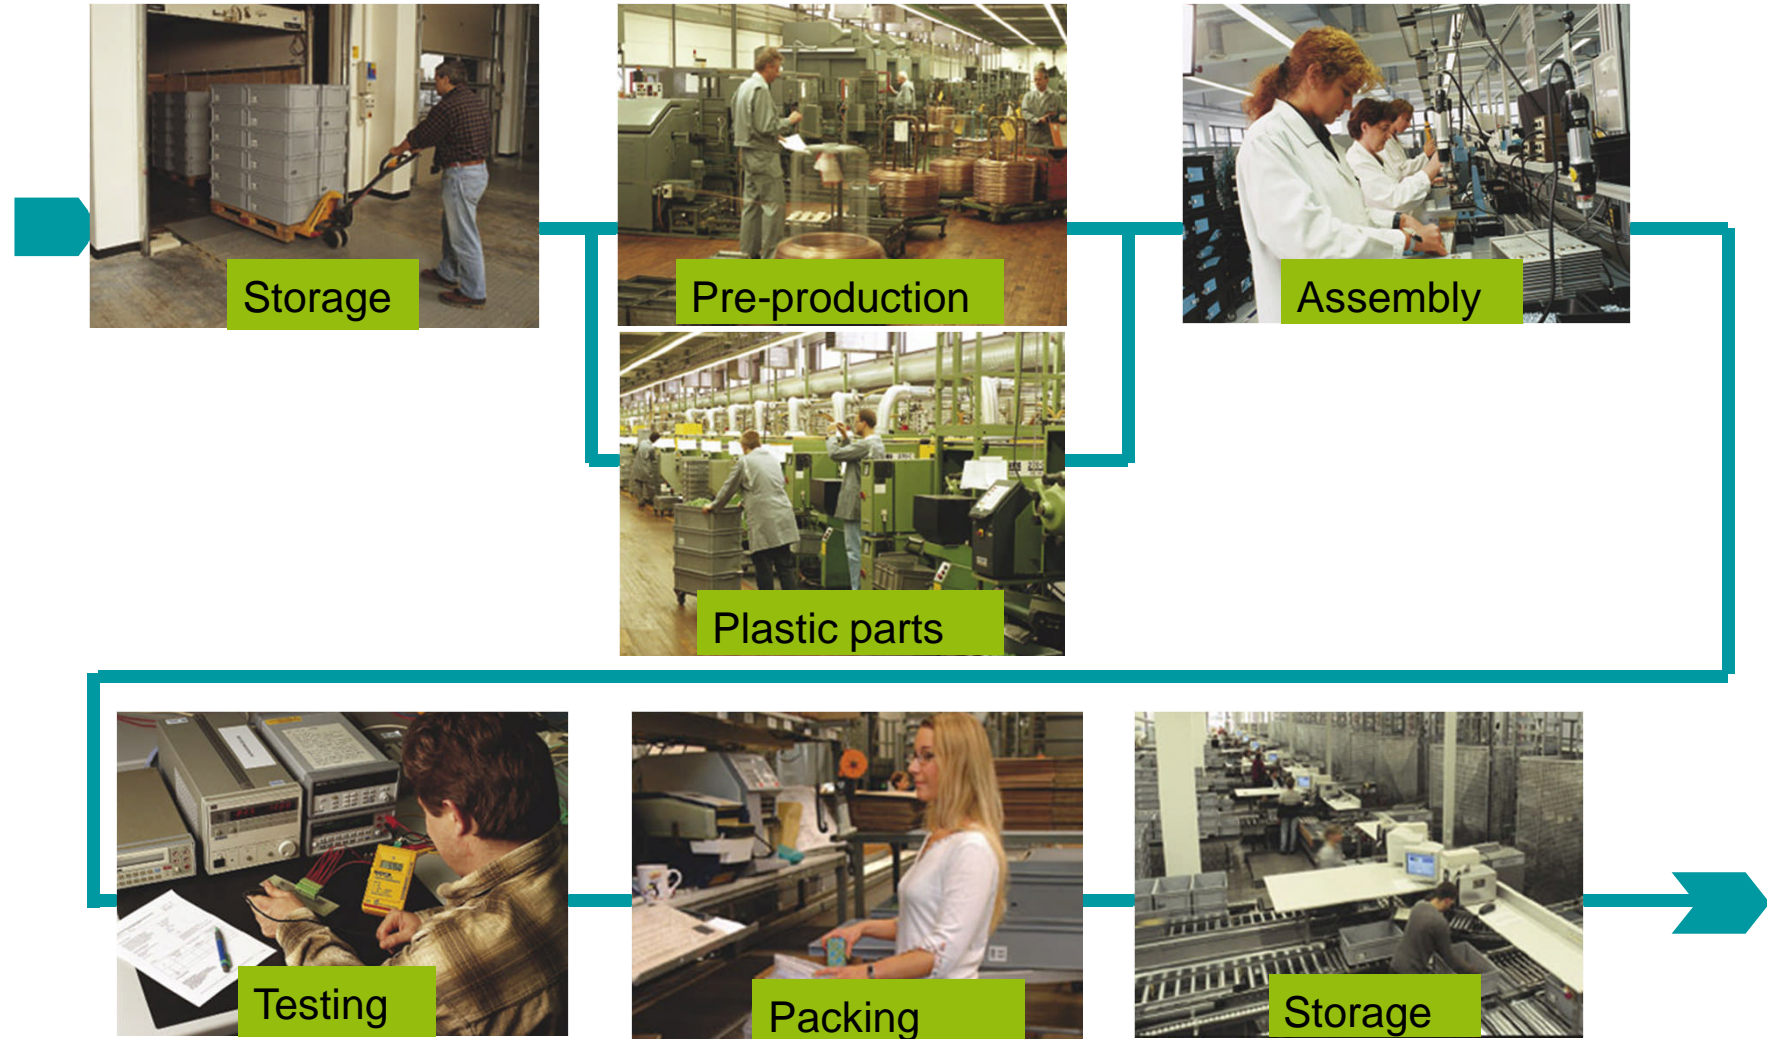 Storage
Pre-production
Assembly
Plastic parts
Testing
Packing
Storage